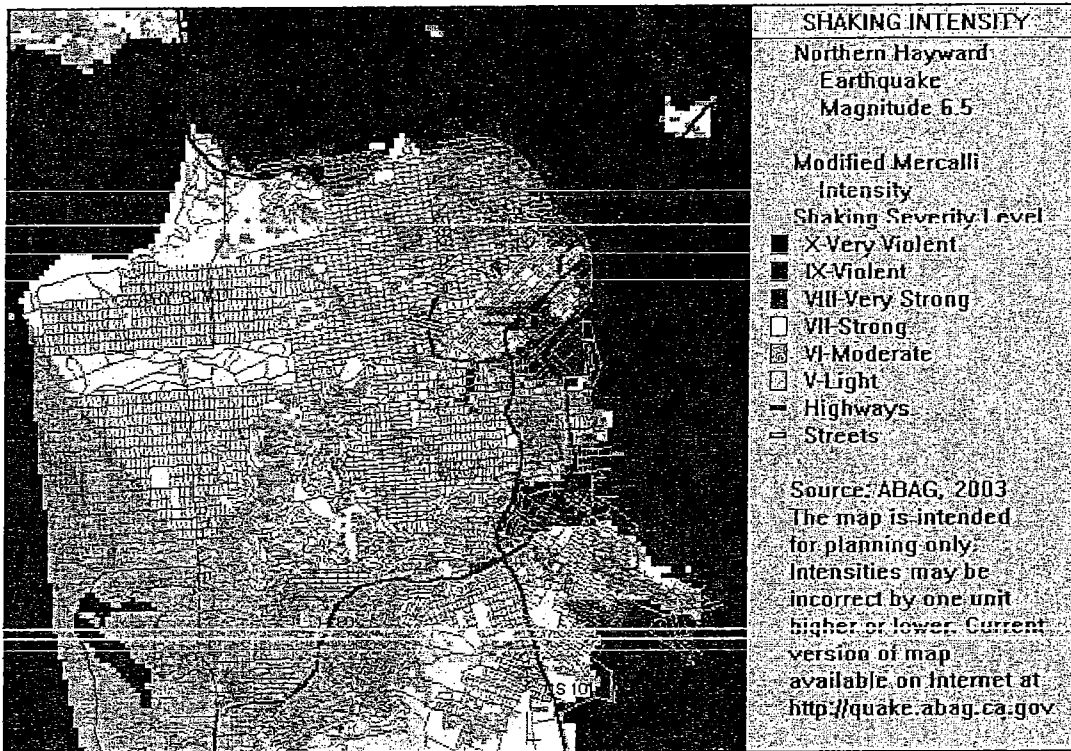 SHAKING INTENSITY
Northern Hayward
Earthquake
Magnitude 6.5
Modified Mercalli
Intensity
Shaking Severity Level
X-Very Violent
IX-Violent
VIII-Very Strong
VII-Strong
VI-Moderate
V-Light
Highways
Streets
Source: ABAG, 2003
The map is intended
for planning only.
Intensities may be
incorrect by one unit
higher or lower. Current
version of map
available on Internet at
http://quake.abag.ca.gov
S 101